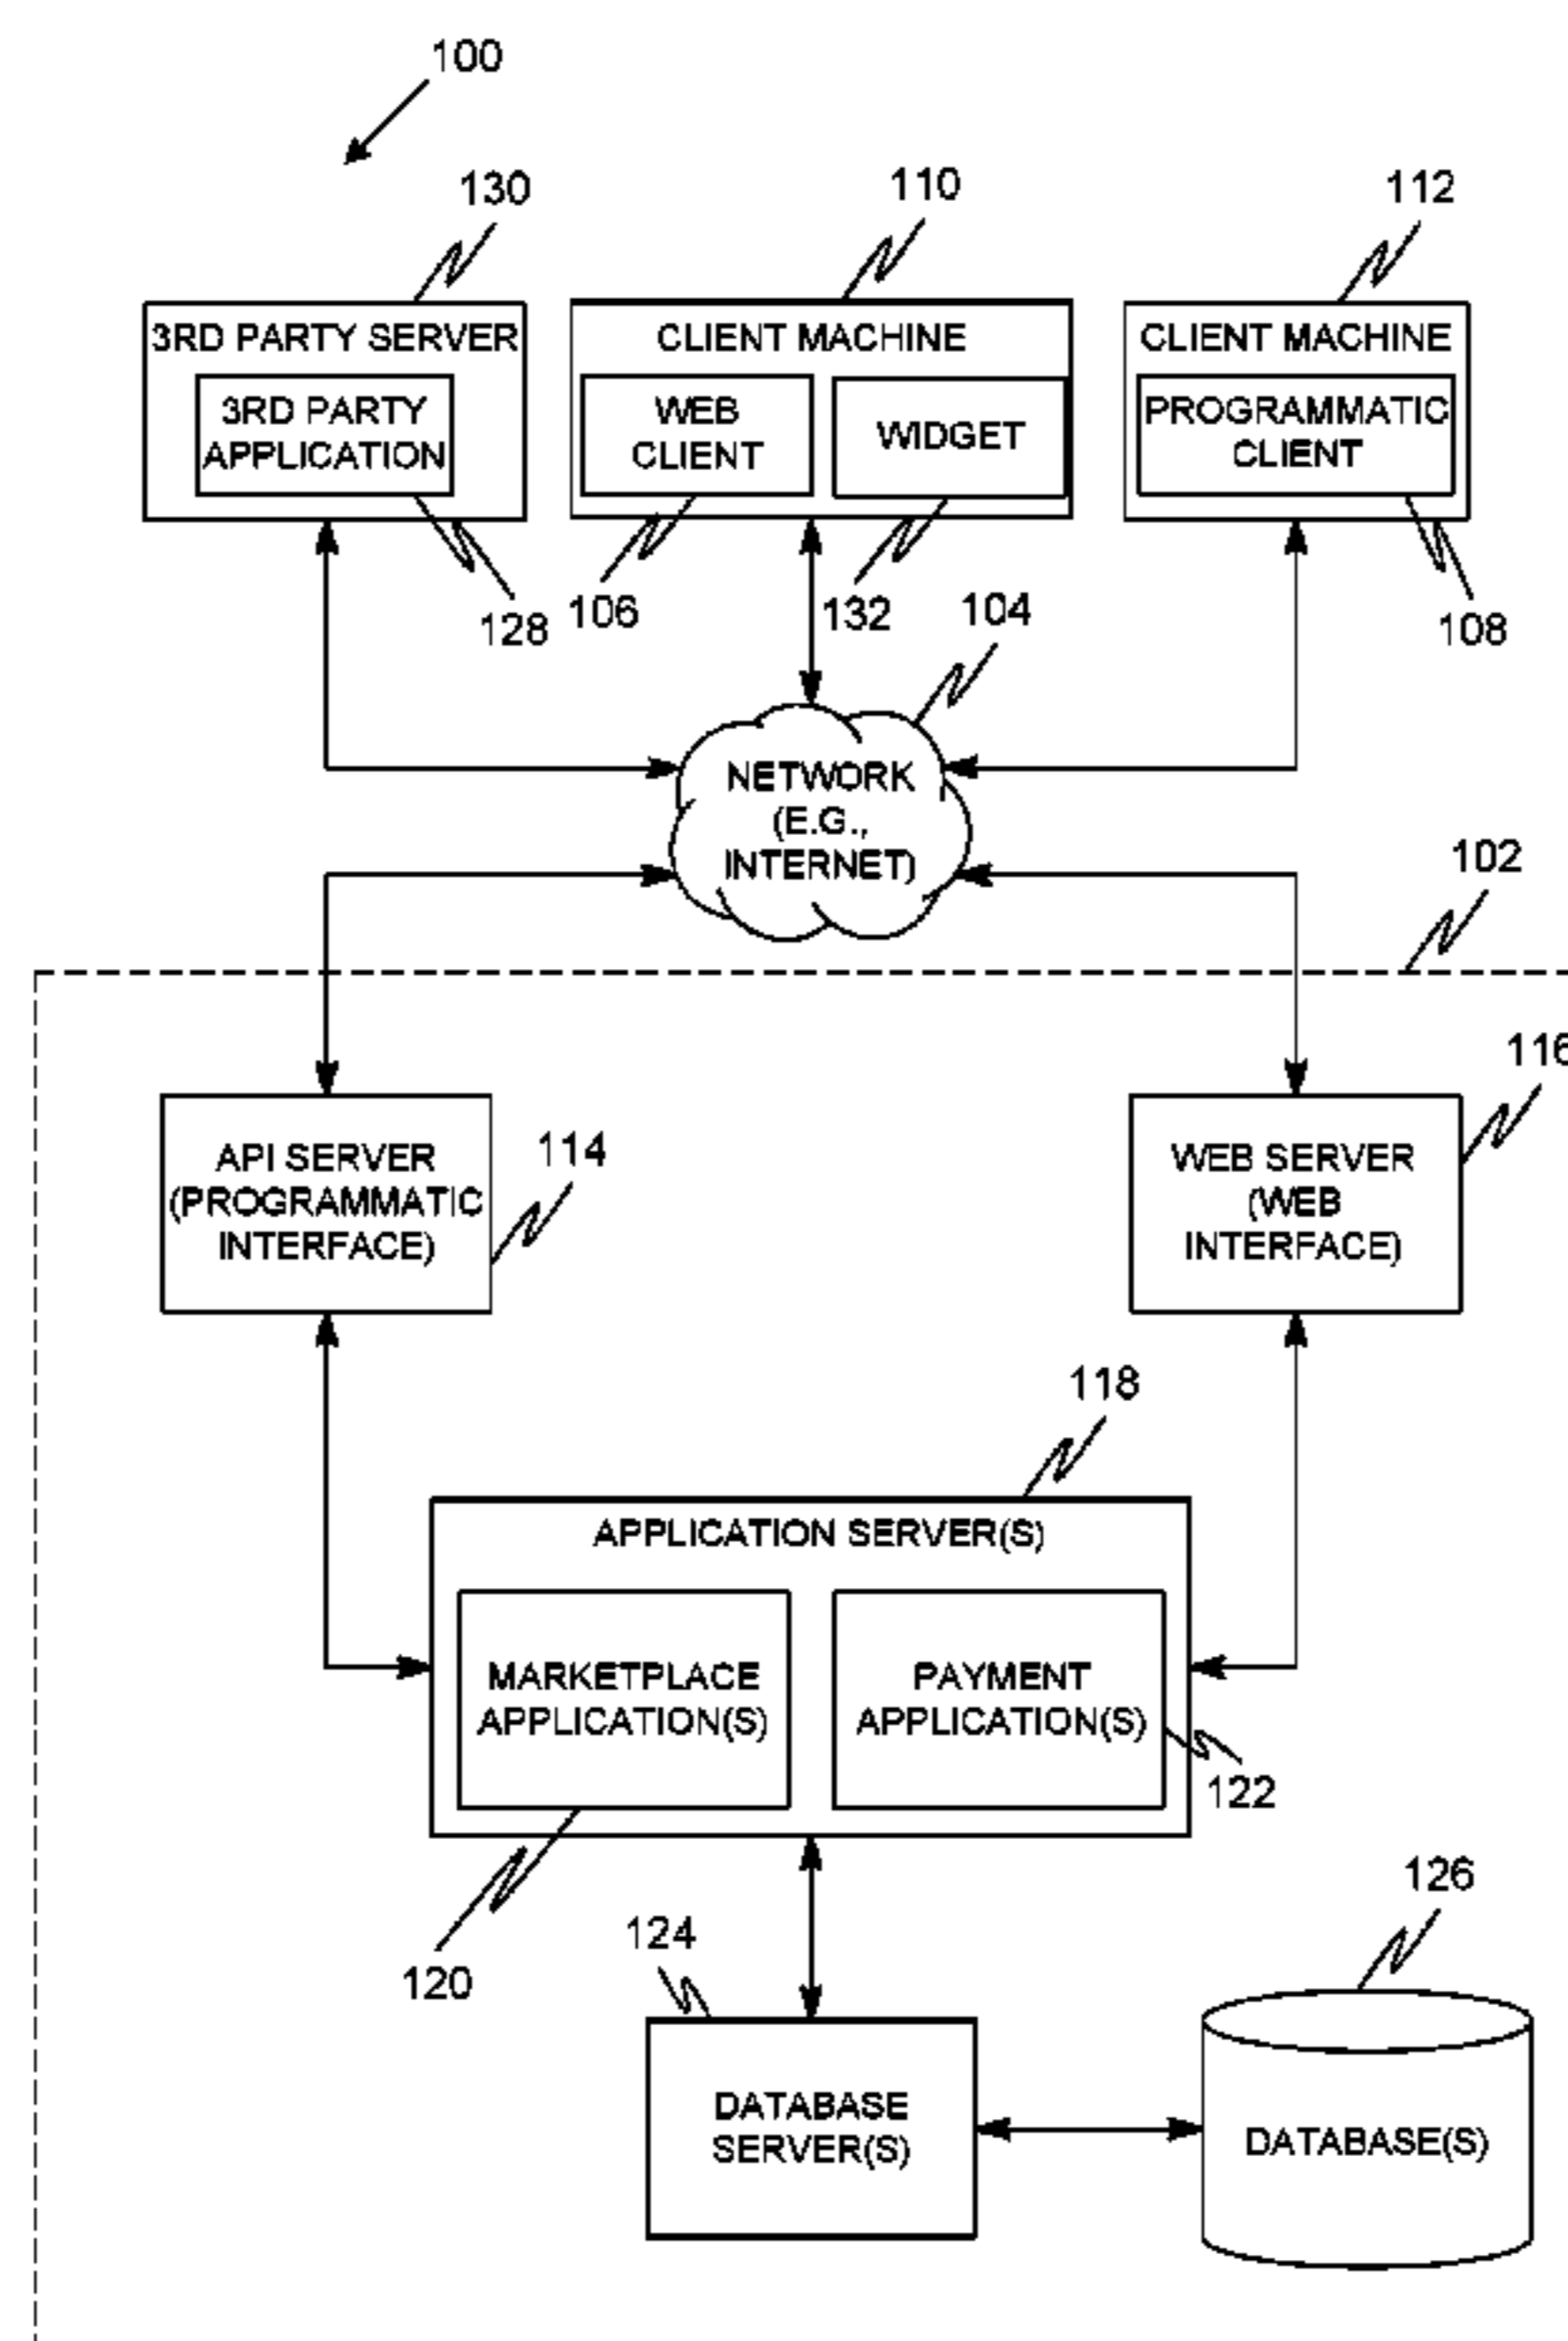 100
130
110
112
3RD PARTY SERVER
3RD PARTY
APPLICATION
CLIENT MACHINE
WEB
CLIENT
WIDGET
CLIENT MACHINE
PROGRAMMATIC
CLIENT
128
106
132
104
108
NETWORK
(E.G.,
INTERNET)
102
116
API SERVER
(PROGRAMMATIC
INTERFACE)
114
WEB SERVER
(WEB
INTERFACE)
118
APPLICATION SERVER(S)
MARKETPLACE
APPLICATION(S)
PAYMENT
APPLICATION(S)
122
120
124
126
DATABASE
SERVER(S)
DATABASE(S)